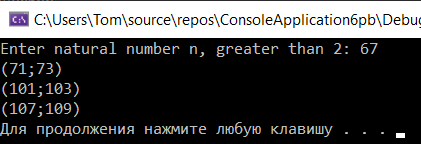 C:\Users\Tom\source\repos\ConsoleApplication6pb\Debug
Enter natural number n, greater than 2: 67
(71;73)
(101;103)
(107;109)
Для продолжения нажмите любую клавишу . . .